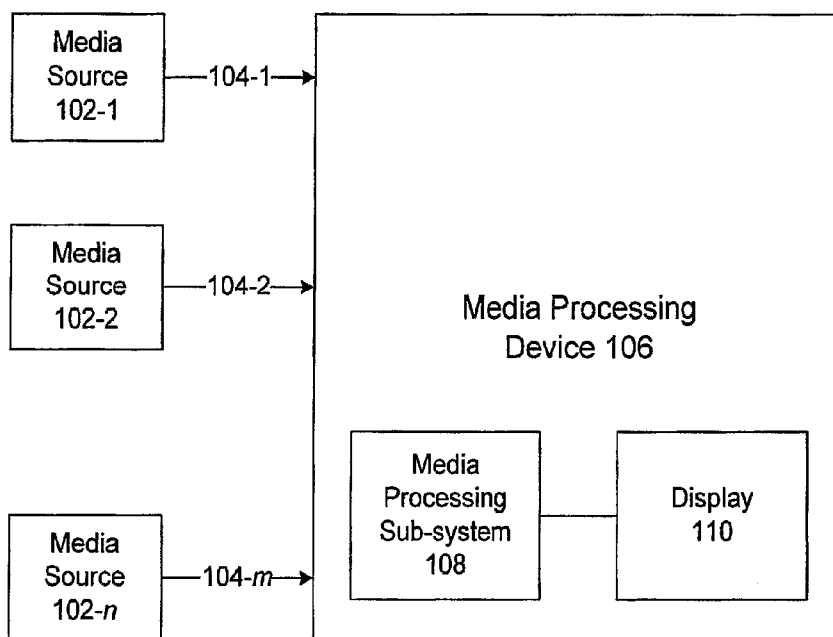 Media
Source
102-1
104-1
Media
Source
102-2
104-2
Media Processing
Device 106
Media
Processing
Sub-system
108
Display
110
Media
Source
102-n
104-m